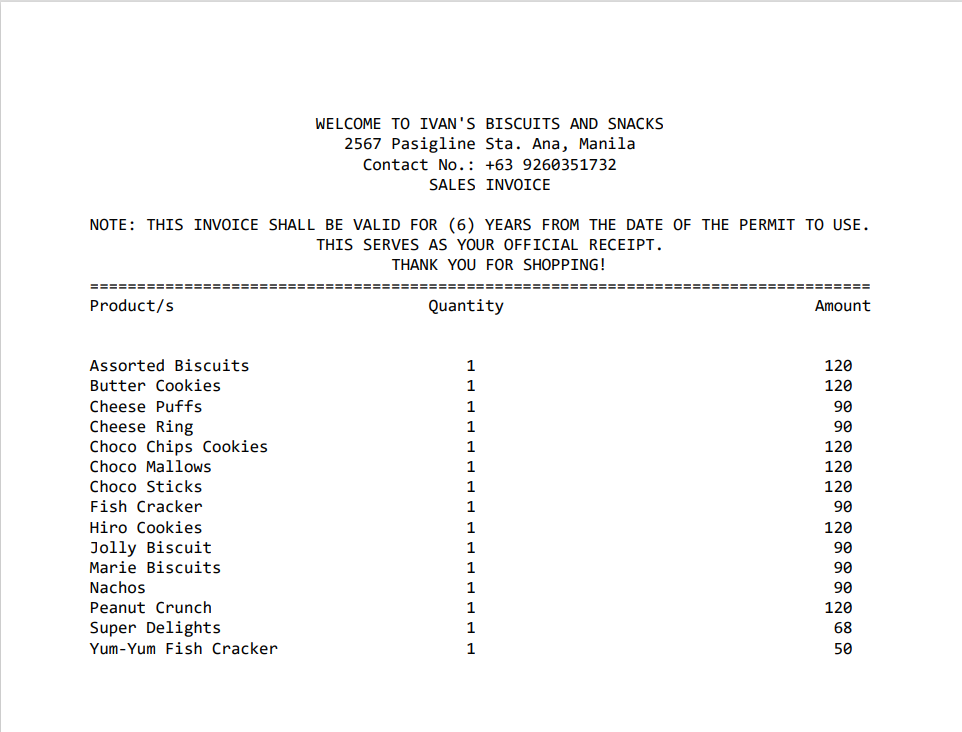 WELCOME TO IVAN'S BISCUITS AND SNACKS
2567 Pasigline Sta. Ana, Manila
Contact No.: +63 9260351732
SALES INVOICE
NOTE: THIS INVOICE SHALL BE VALID FOR (6) YEARS FROM THE DATE OF THE PERMIT TO USE.
THIS SERVES AS YOUR OFFICIAL RECEIPT.
THANK YOU FOR SHOPPING!
===================================================================================
Product/s Quantity Amount
Assorted Biscuits 1 120
Butter Cookies 1 120
Cheese Puffs 1 90
Cheese Ring 1 90
Choco Chips Cookies 1 120
Choco Mallows 1 120
Choco Sticks 1 120
Fish Cracker 1 90
Hiro Cookies 1 120
Jolly Biscuit 1 90
Marie Biscuits 1 90
Nachos 1 90
Peanut Crunch 1 120
Super Delights 1 68
Yum-Yum Fish Cracker 1 50